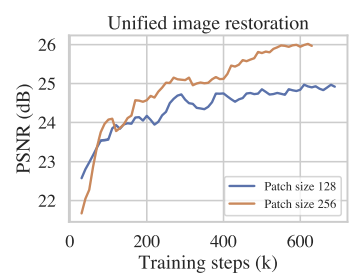 Unified image restoration
PSNR (dB)
26
25
24
23
22
Patch size 128
Patch size 256
0 200 400 600
Training steps (k)